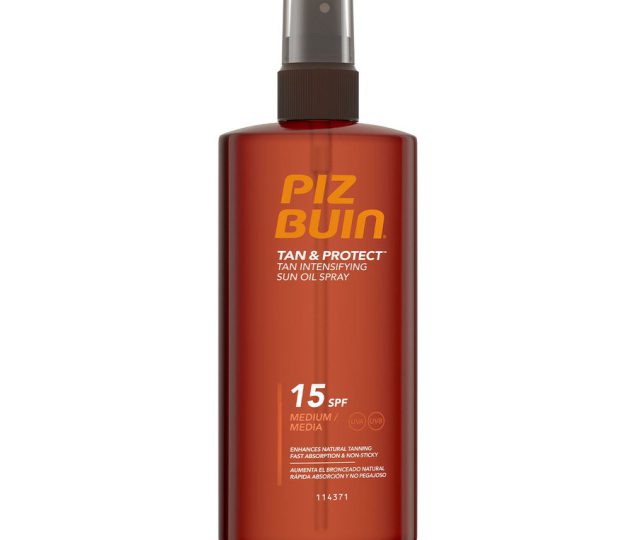 PIZ
BUIN®
TAN & PROTECT™
TAN INTENSIFYING
SUN OIL SPRAY
15 SPF
MEDIUM /
MEDIA
UVA UVB
ENHANCES NATURAL TANNING
FAST ABSORPTION & NON-STICKY
AUMENTA EL BRONCEADO NATURAL
RÁPIDA ABSORCIÓN Y NO PEGAJOSO
114371